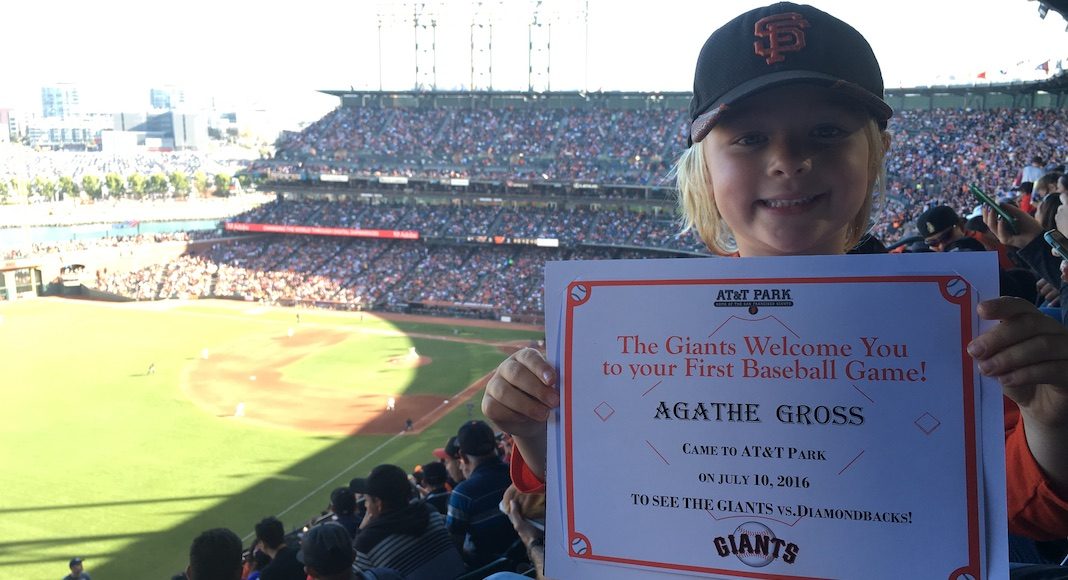 SF
AT&T PARK
HOME OF THE SAN FRANCISCO GIANTS
The Giants Welcome You
to your First Baseball Game!
AGATHE GROSS
CAME TO AT&T PARK
ON JULY 10, 2016
TO SEE THE GIANTS VS.DIAMONDBACKS!
GIANTS